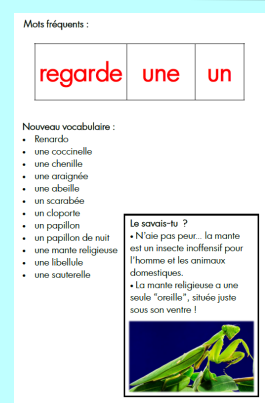 Mots fréquents :
regarde une un
Nouveau vocabulaire :
• Renardo
• une coccinelle
• une chenille
• une araignée
• une abeille
• un scarabée
• un cloporte
• un papillon
• un papillon de nuit
• une mante religieuse
• une libellule
• une sauterelle
Le savais-tu ?
• N'aie pas peur... la mante
est un insecte inoffensif pour
l'homme et les animaux
domestiques.
• La mante religieuse a une
seule "oreille", située juste
sous son ventre !